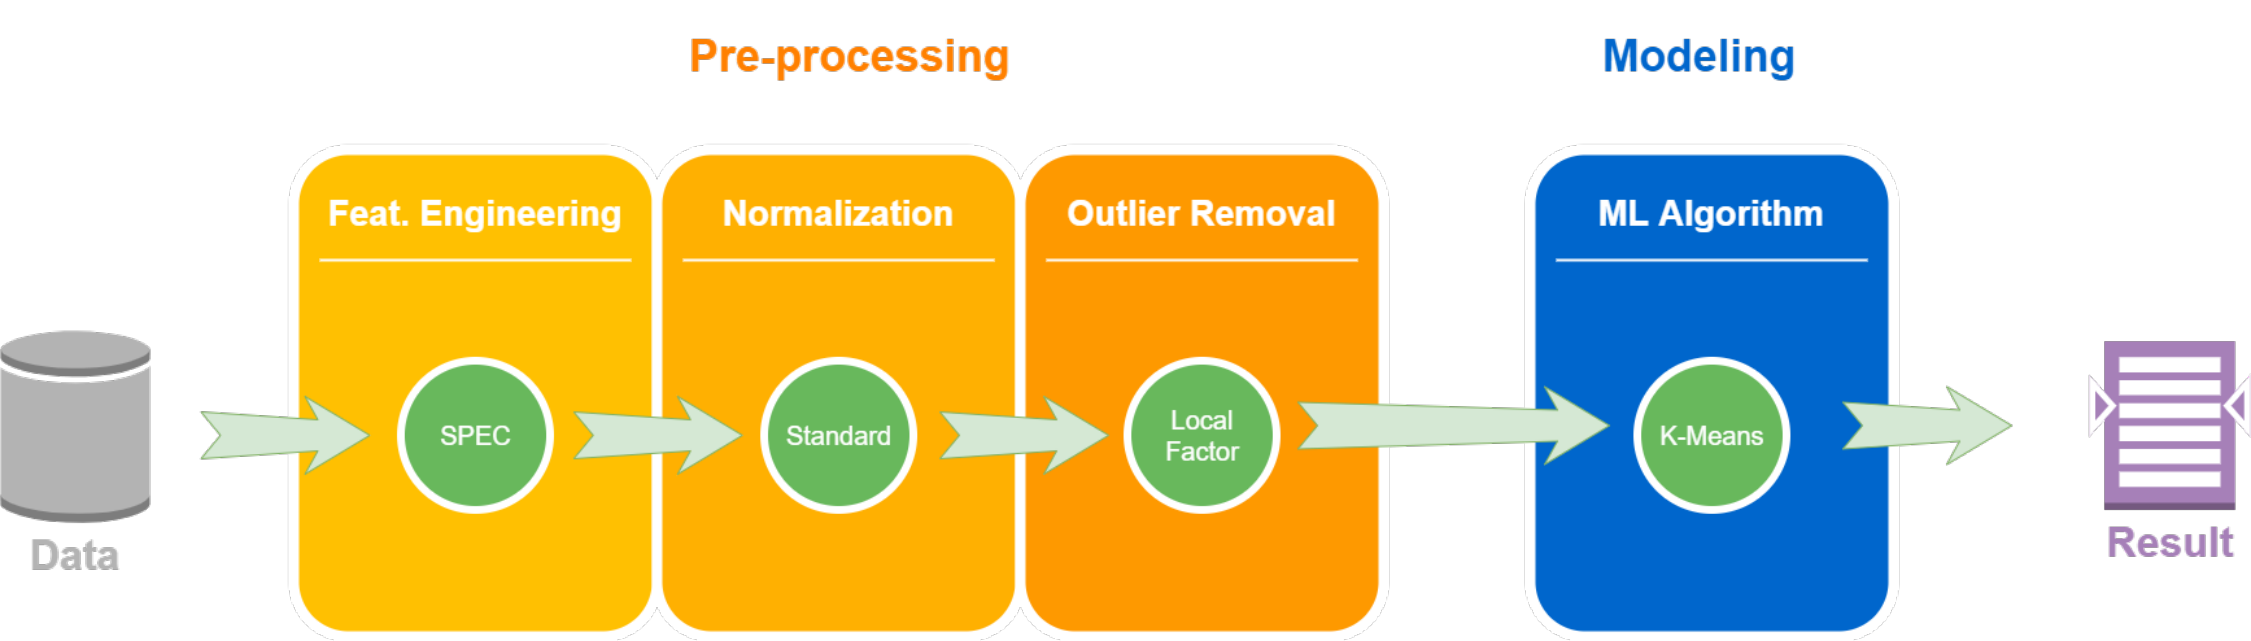 Pre-processing
Modeling
Feat. Engineering
Normalization
Outlier Removal
ML Algorithm
SPEC
Standard
Local
Factor
K-Means
Data
Result